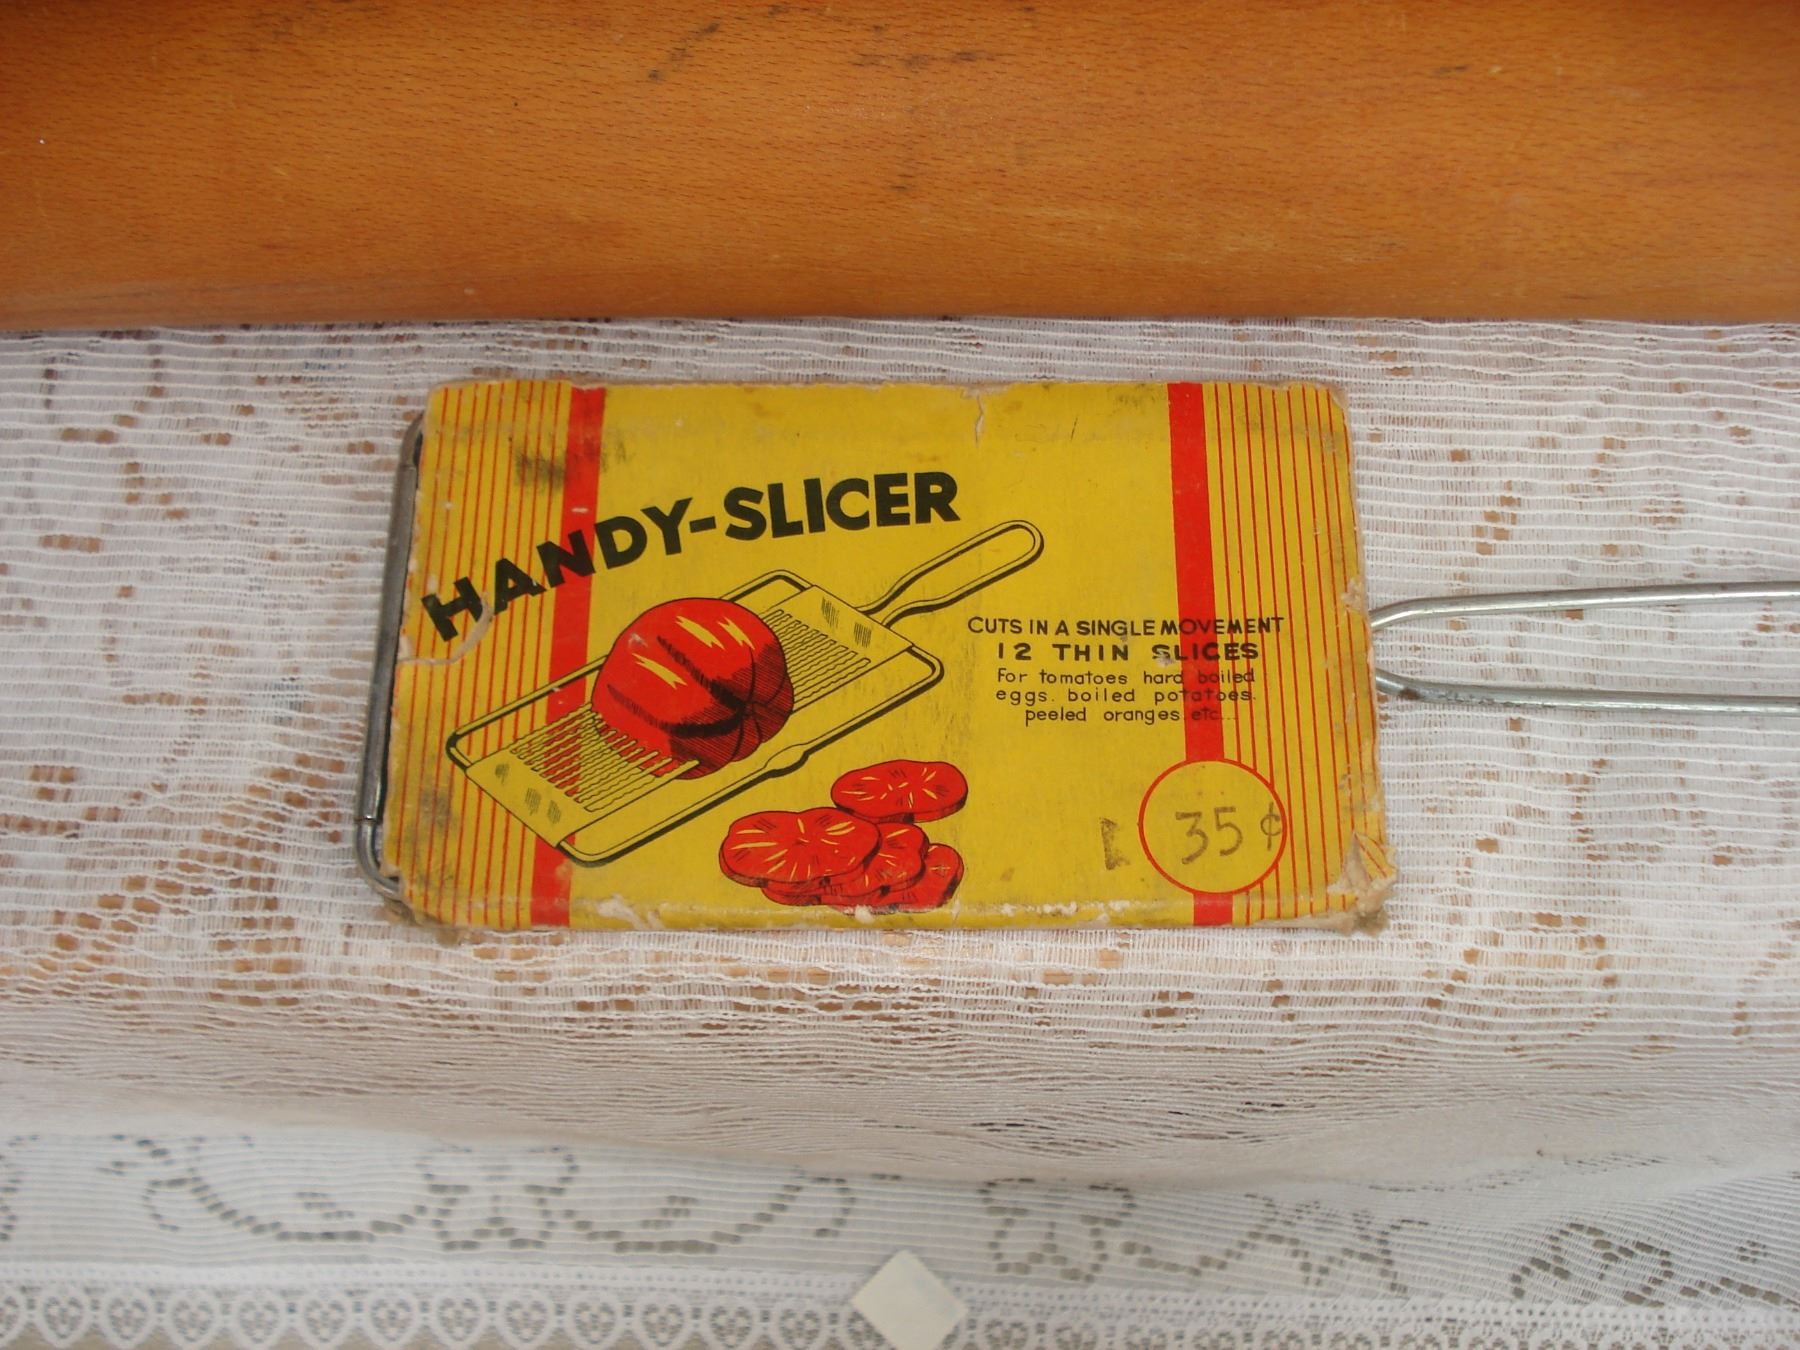 HANDY-SLICER
CUTS IN A SINGLE MOVEMENT
12 THIN SLICES
For tomatoes hard boiled
eggs. boiled potatoes.
peeled oranges etc...
35¢